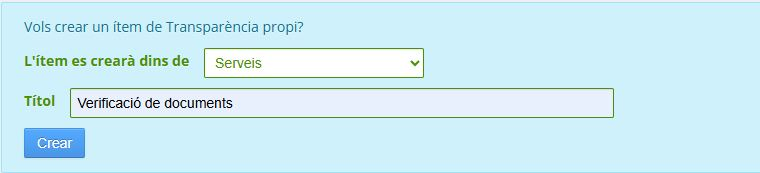 Vols crear un ítem de Transparència propi?
L'ítem es crearà dins de Serveis
Títol Verificació de documents
Crear